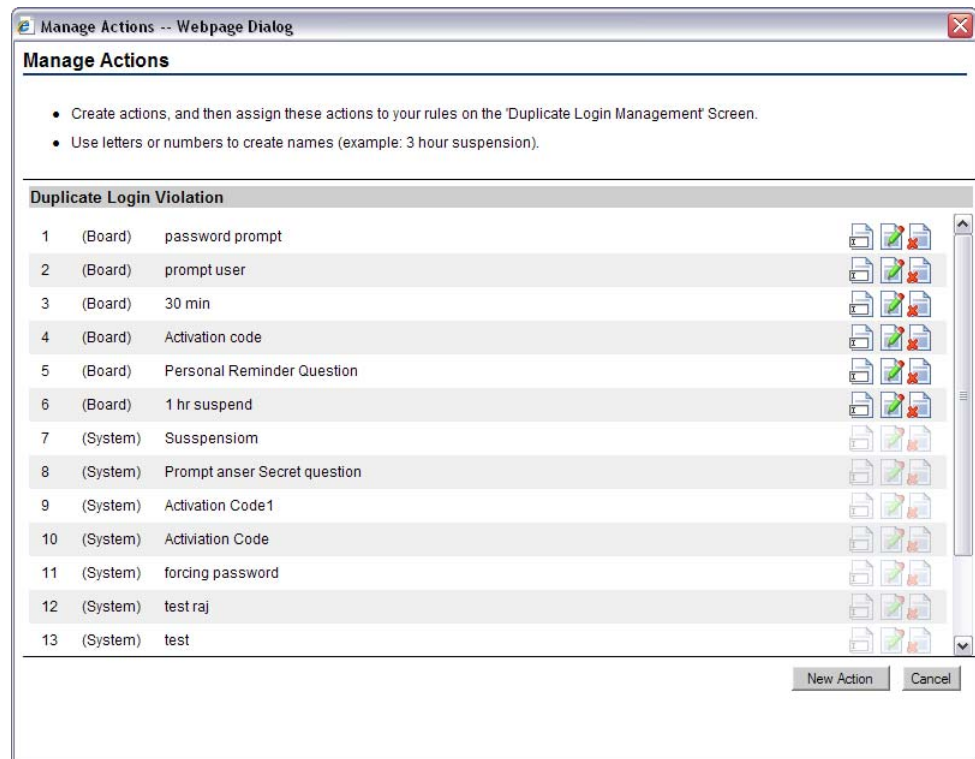 Manage Actions -- Webpage Dialog
Manage Actions
• Create actions, and then assign these actions to your rules on the 'Duplicate Login Management' Screen.
• Use letters or numbers to create names (example: 3 hour suspension).
Duplicate Login Violation
1 (Board) password prompt
2 (Board) prompt user
3 (Board) 30 min
4 (Board) Activation code
5 (Board) Personal Reminder Question
6 (Board) 1 hr suspend
7 (System) Susspensiom
8 (System) Prompt anser Secret question
9 (System) Activation Code1
10 (System) Activiation Code
11 (System) forcing password
12 (System) test raj
13 (System) test
New Action Cancel